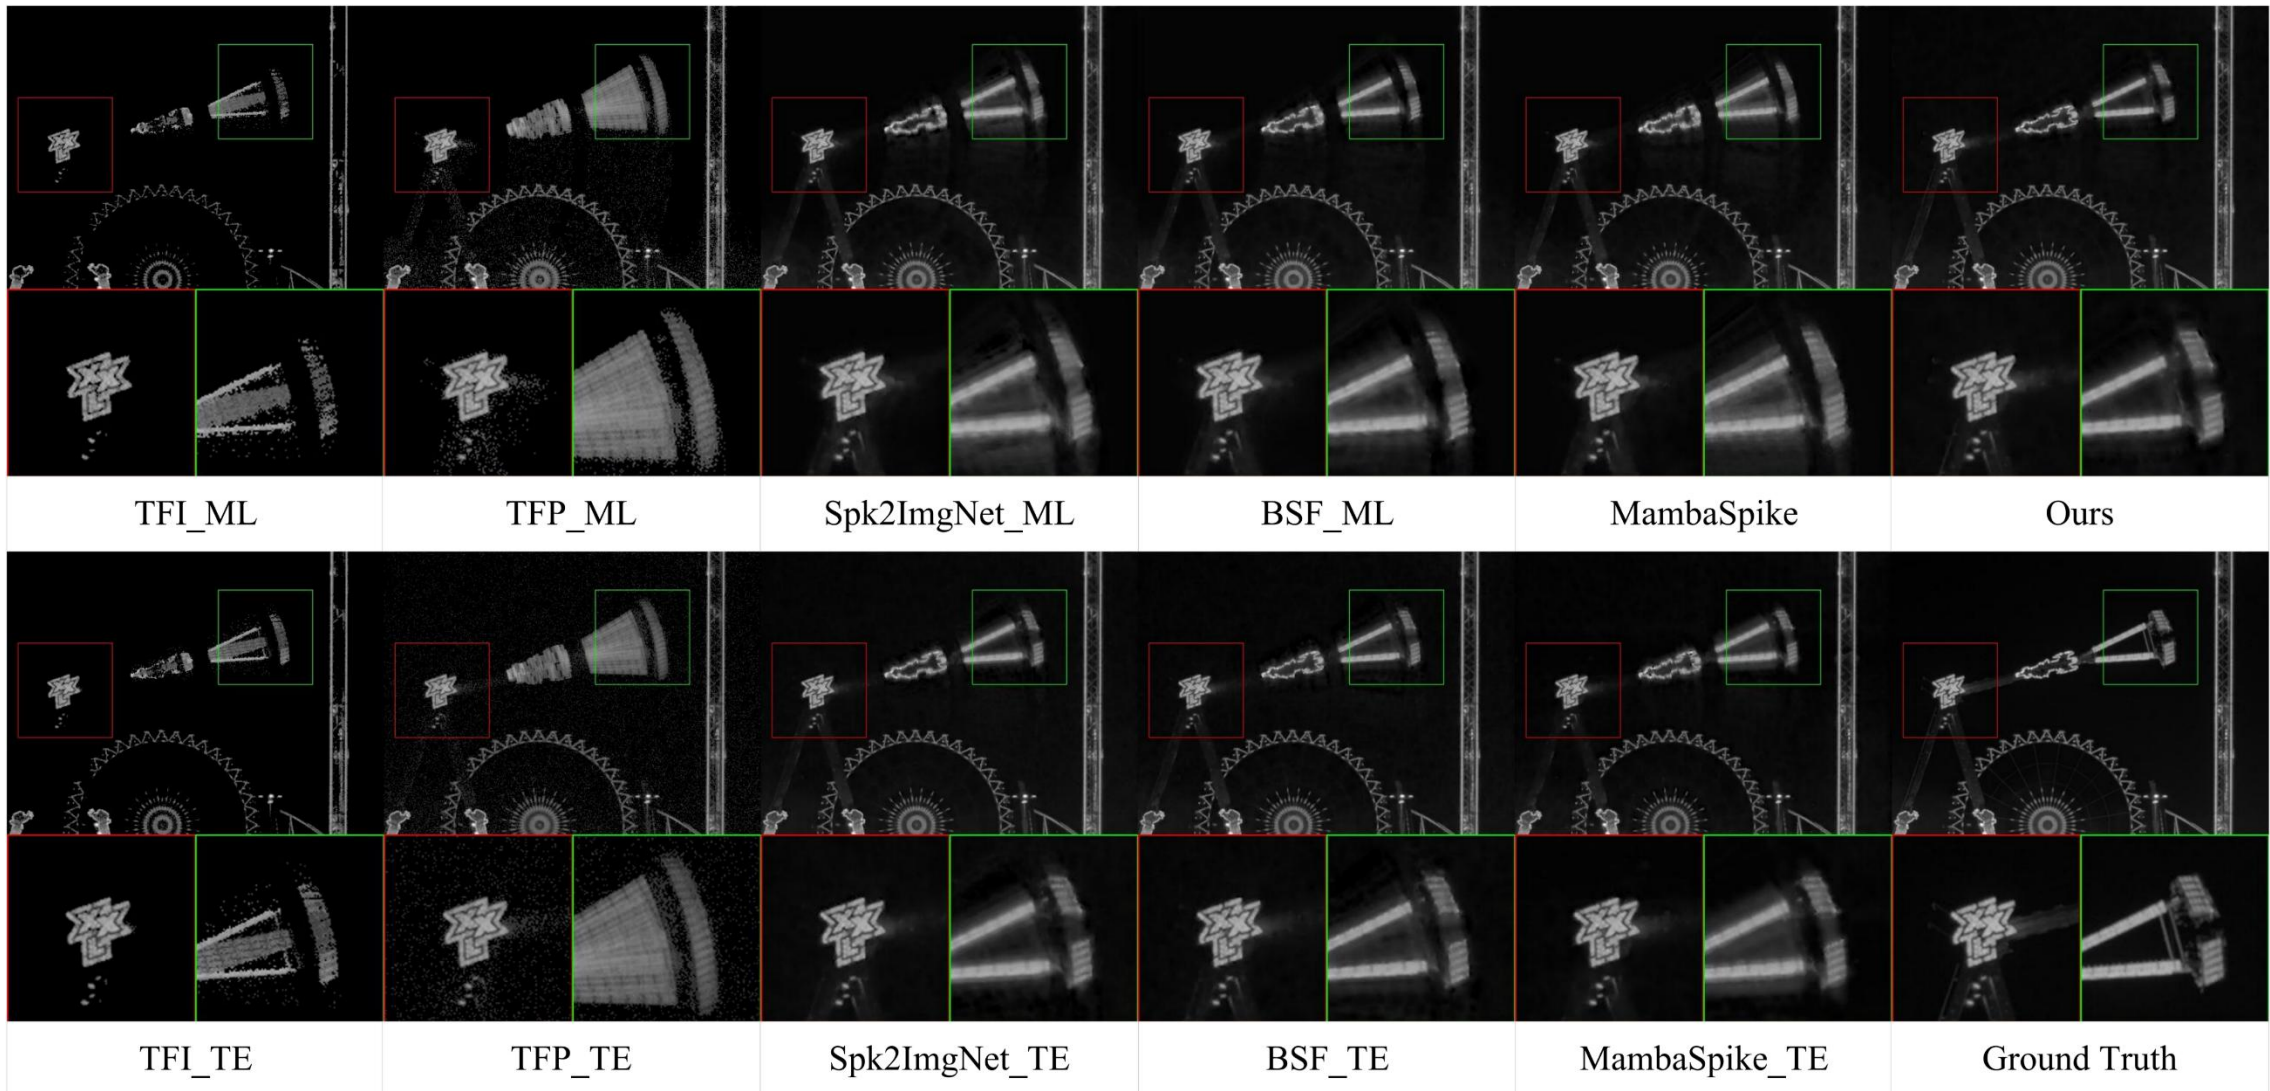 TFI_ML TFP_ML Spk2ImgNet_ML BSF_ML MambaSpike Ours
TFI_TE TFP_TE Spk2ImgNet_TE BSF_TE MambaSpike_TE Ground Truth